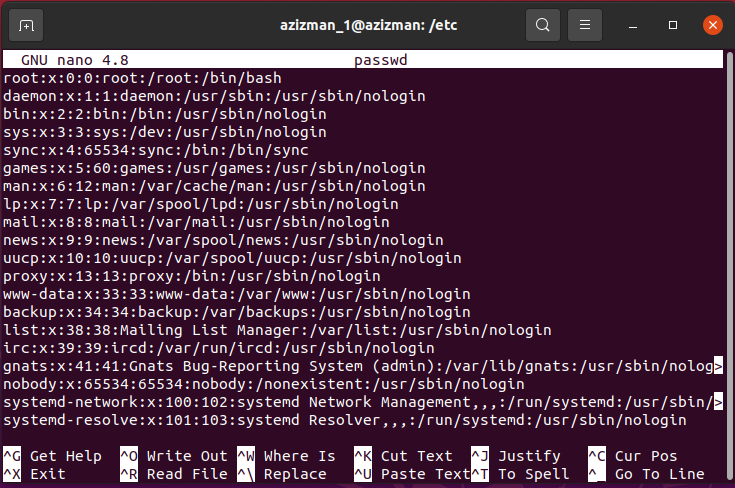 azizman_1@azizman: /etc
GNU nano 4.8 passwd
root:x:0:0:root:/root:/bin/bash
daemon:x:1:1:daemon:/usr/sbin:/usr/sbin/nologin
bin:x:2:2:bin:/bin:/usr/sbin/nologin
sys:x:3:3:sys:/dev:/usr/sbin/nologin
sync:x:4:65534:sync:/bin:/bin/sync
games:x:5:60:games:/usr/games:/usr/sbin/nologin
man:x:6:12:man:/var/cache/man:/usr/sbin/nologin
lp:x:7:7:lp:/var/spool/lpd:/usr/sbin/nologin
mail:x:8:8:mail:/var/mail:/usr/sbin/nologin
news:x:9:9:news:/var/spool/news:/usr/sbin/nologin
uucp:x:10:10:uucp:/var/spool/uucp:/usr/sbin/nologin
proxy:x:13:13:proxy:/bin:/usr/sbin/nologin
www-data:x:33:33:www-data:/var/www:/usr/sbin/nologin
backup:x:34:34:backup:/var/backups:/usr/sbin/nologin
list:x:38:38:Mailing List Manager:/var/list:/usr/sbin/nologin
irc:x:39:39:ircd:/var/run/ircd:/usr/sbin/nologin
gnats:x:41:41:Gnats Bug-Reporting System (admin):/var/lib/gnats:/usr/sbin/nolog>
nobody:x:65534:65534:nobody:/nonexistent:/usr/sbin/nologin
systemd-network:x:100:102:systemd Network Management,,,:/run/systemd:/usr/sbin/>
systemd-resolve:x:101:103:systemd Resolver,,,:/run/systemd:/usr/sbin/nologin
^G Get Help ^O Write Out ^W Where Is ^K Cut Text ^J Justify ^C Cur Pos
^X Exit ^R Read File ^\ Replace ^U Paste Text ^T To Spell ^_ Go To Line